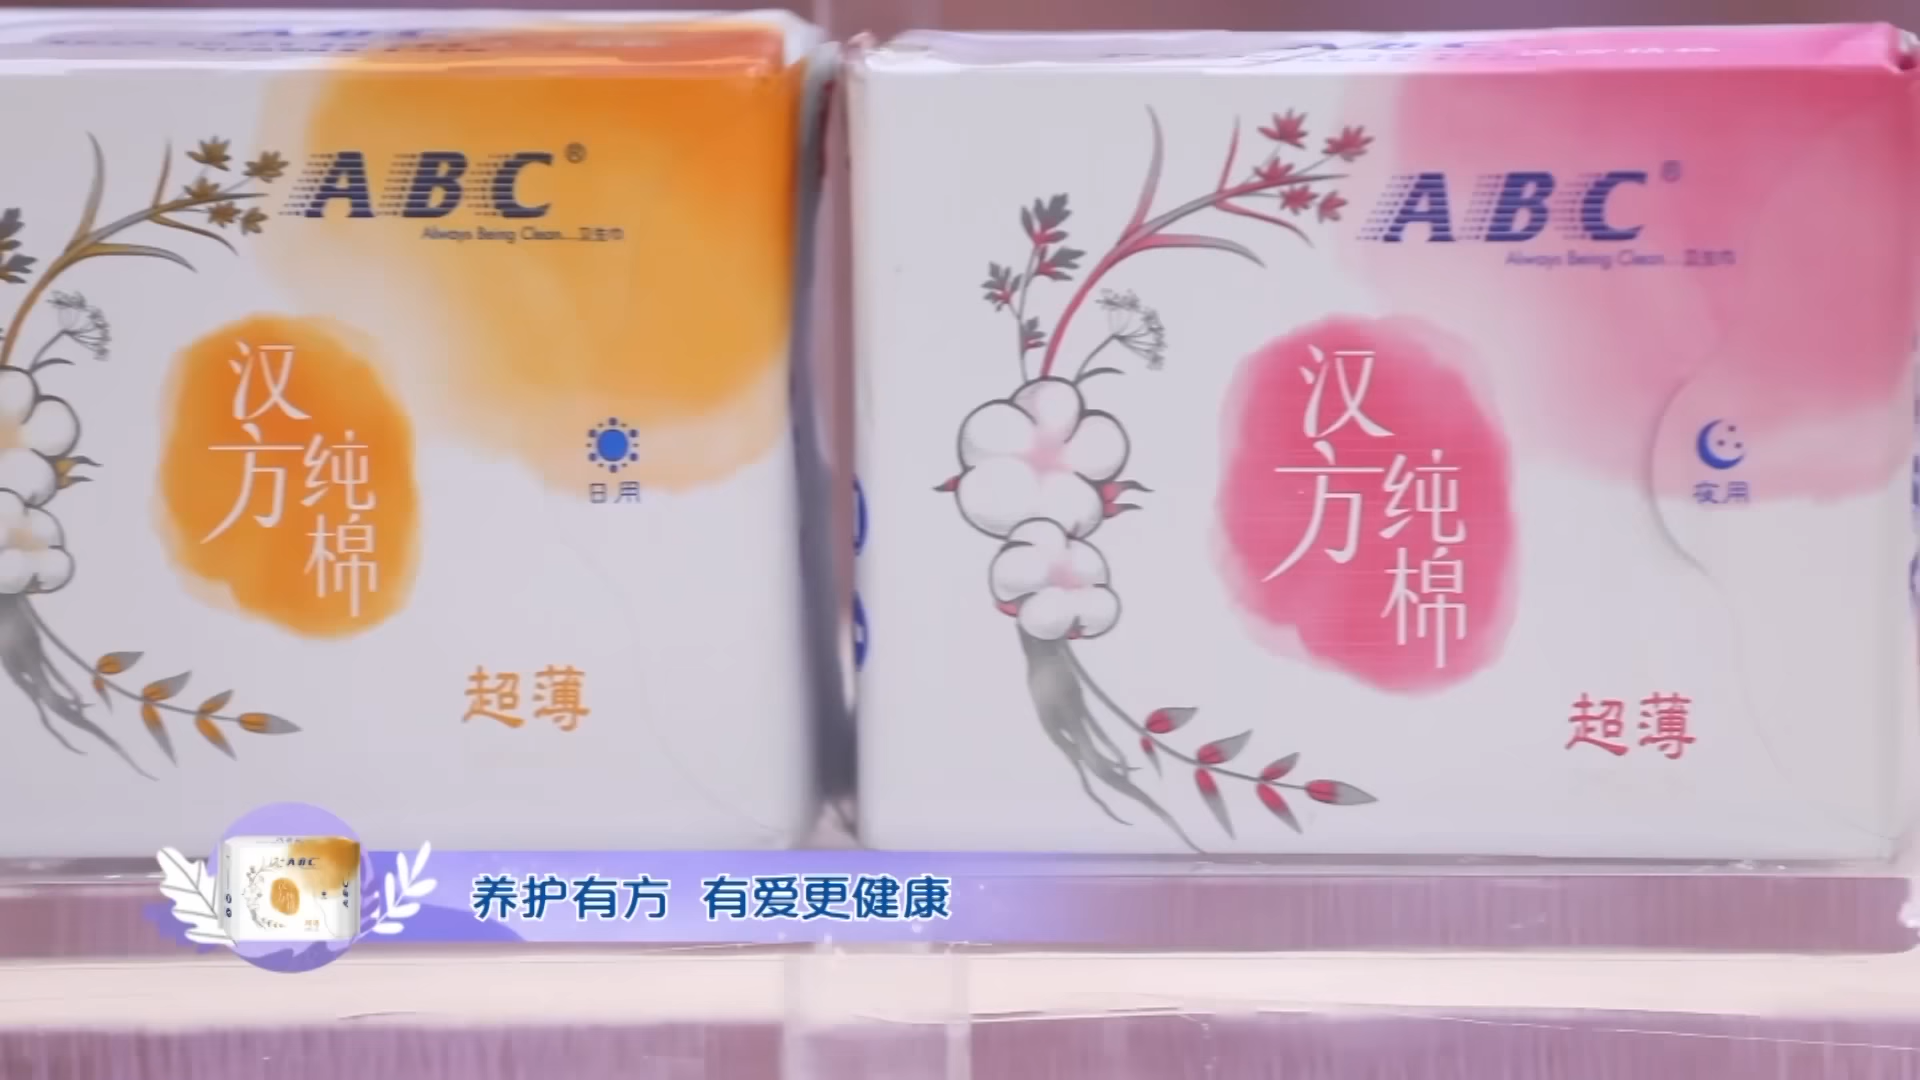 ABC®
Always Being Clean...卫生巾
汉方
纯棉
日用
超薄
ABC®
Always Being Clean...卫生巾
汉方
纯棉
夜用
超薄
养护有方 有爱更健康